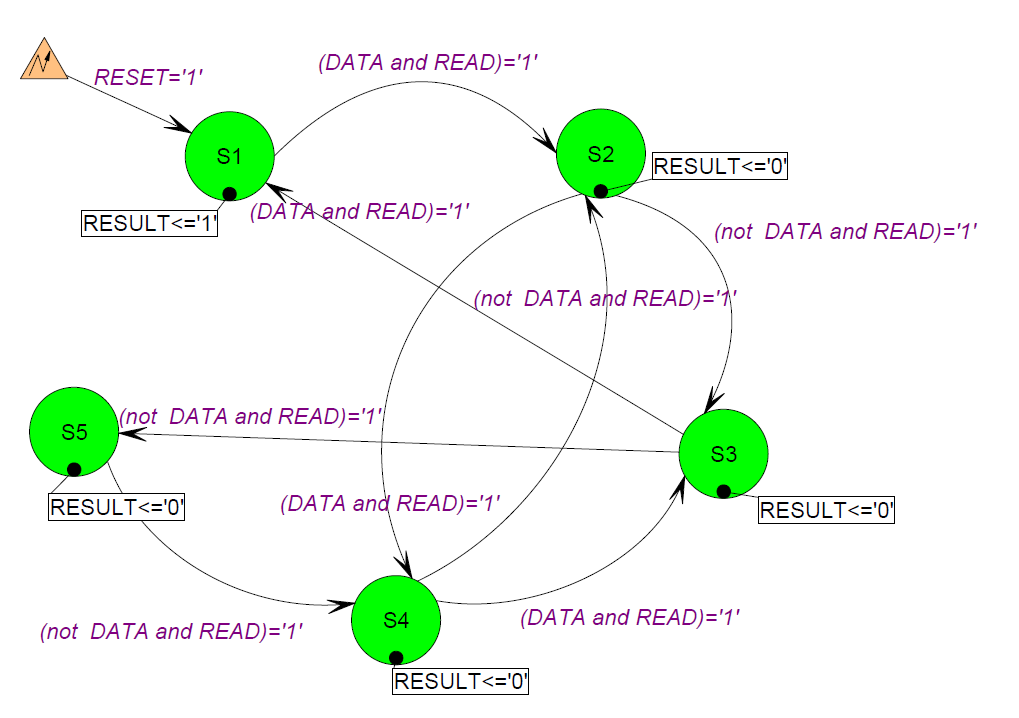 (DATA and READ)='1'
RESET='1'
S1
S2
RESULT<='0'
RESULT<='1'
(DATA and READ)='1'
(not  DATA and READ)='1'
(not  DATA and READ)='1'
(not  DATA and READ)='1'
S5
S3
RESULT<='0'
(DATA and READ)='1'
RESULT<='0'
S4
(not  DATA and READ)='1'
(DATA and READ)='1'
RESULT<='0'